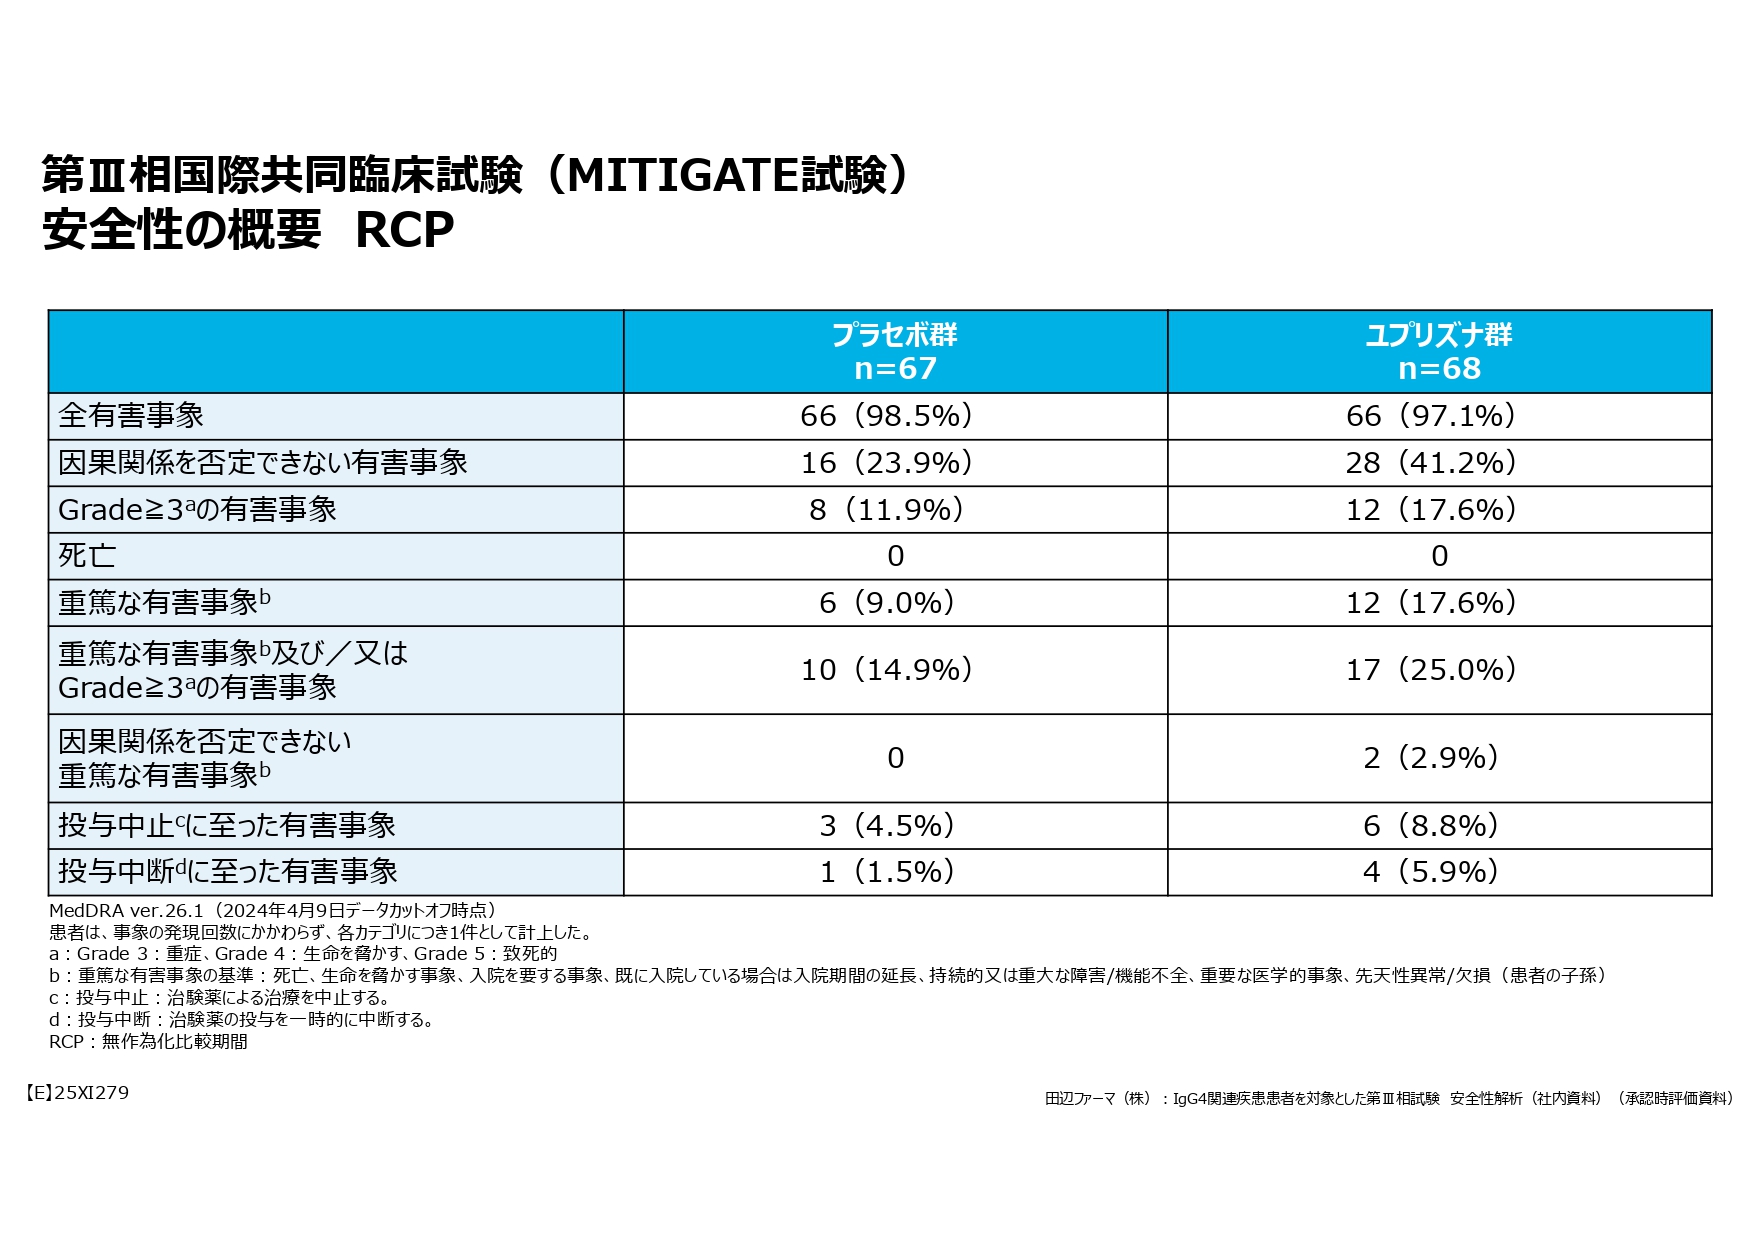 第Ⅲ相国際共同臨床試験（MITIGATE試験）
安全性の概要　RCP
プラセボ群
n=67
ユプリズナ群
n=68
全有害事象 66（98.5%） 66（97.1%）
因果関係を否定できない有害事象 16（23.9%） 28（41.2%）
Grade≧3aの有害事象 8（11.9%） 12（17.6%）
死亡 0 0
重篤な有害事象b 6（9.0%） 12（17.6%）
重篤な有害事象b及び／又は
Grade≧3aの有害事象 10（14.9%） 17（25.0%）
因果関係を否定できない
重篤な有害事象b 0 2（2.9%）
投与中止cに至った有害事象 3（4.5%） 6（8.8%）
投与中断dに至った有害事象 1（1.5%） 4（5.9%）
MedDRA ver.26.1（2024年4月9日データカットオフ時点）
患者は、事象の発現回数にかかわらず、各カテゴリにつき1件として計上した。
a：Grade 3：重症、Grade 4：生命を脅かす、Grade 5：致死的
b：重篤な有害事象の基準：死亡、生命を脅かす事象、入院を要する事象、既に入院している場合は入院期間の延長、持続的又は重大な障害/機能不全、重要な医学的事象、先天性異常/欠損（患者の子孫）
c：投与中止：治験薬による治療を中止する。
d：投与中断：治験薬の投与を一時的に中断する。
RCP：無作為化比較期間
【E】25XI279
田辺ファーマ（株）：IgG4関連疾患患者を対象とした第Ⅲ相試験　安全性解析（社内資料）（承認時評価資料）